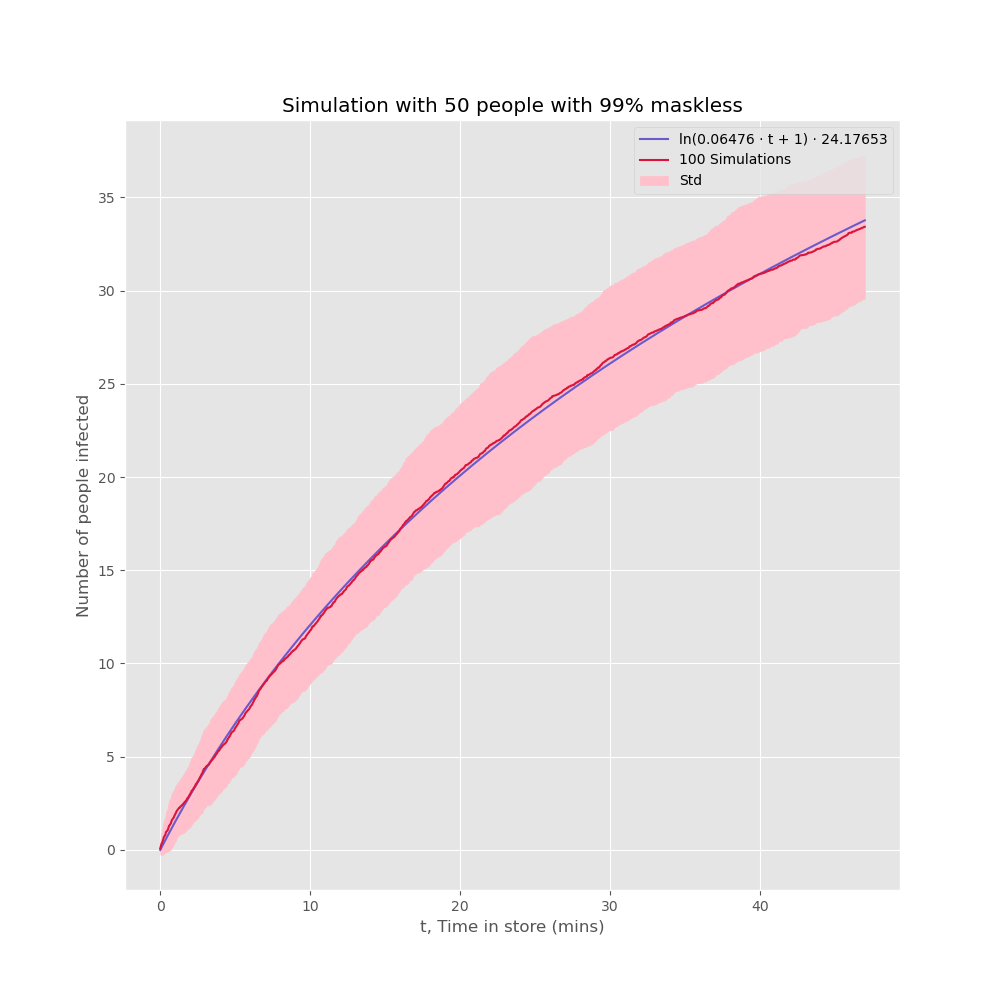 Simulation with 50 people with 99% maskless
ln(0.06476 · t + 1) · 24.17653
100 Simulations
Std
35
30
25
20
15
10
5
0
Number of people infected
0 10 20 30 40
t, Time in store (mins)